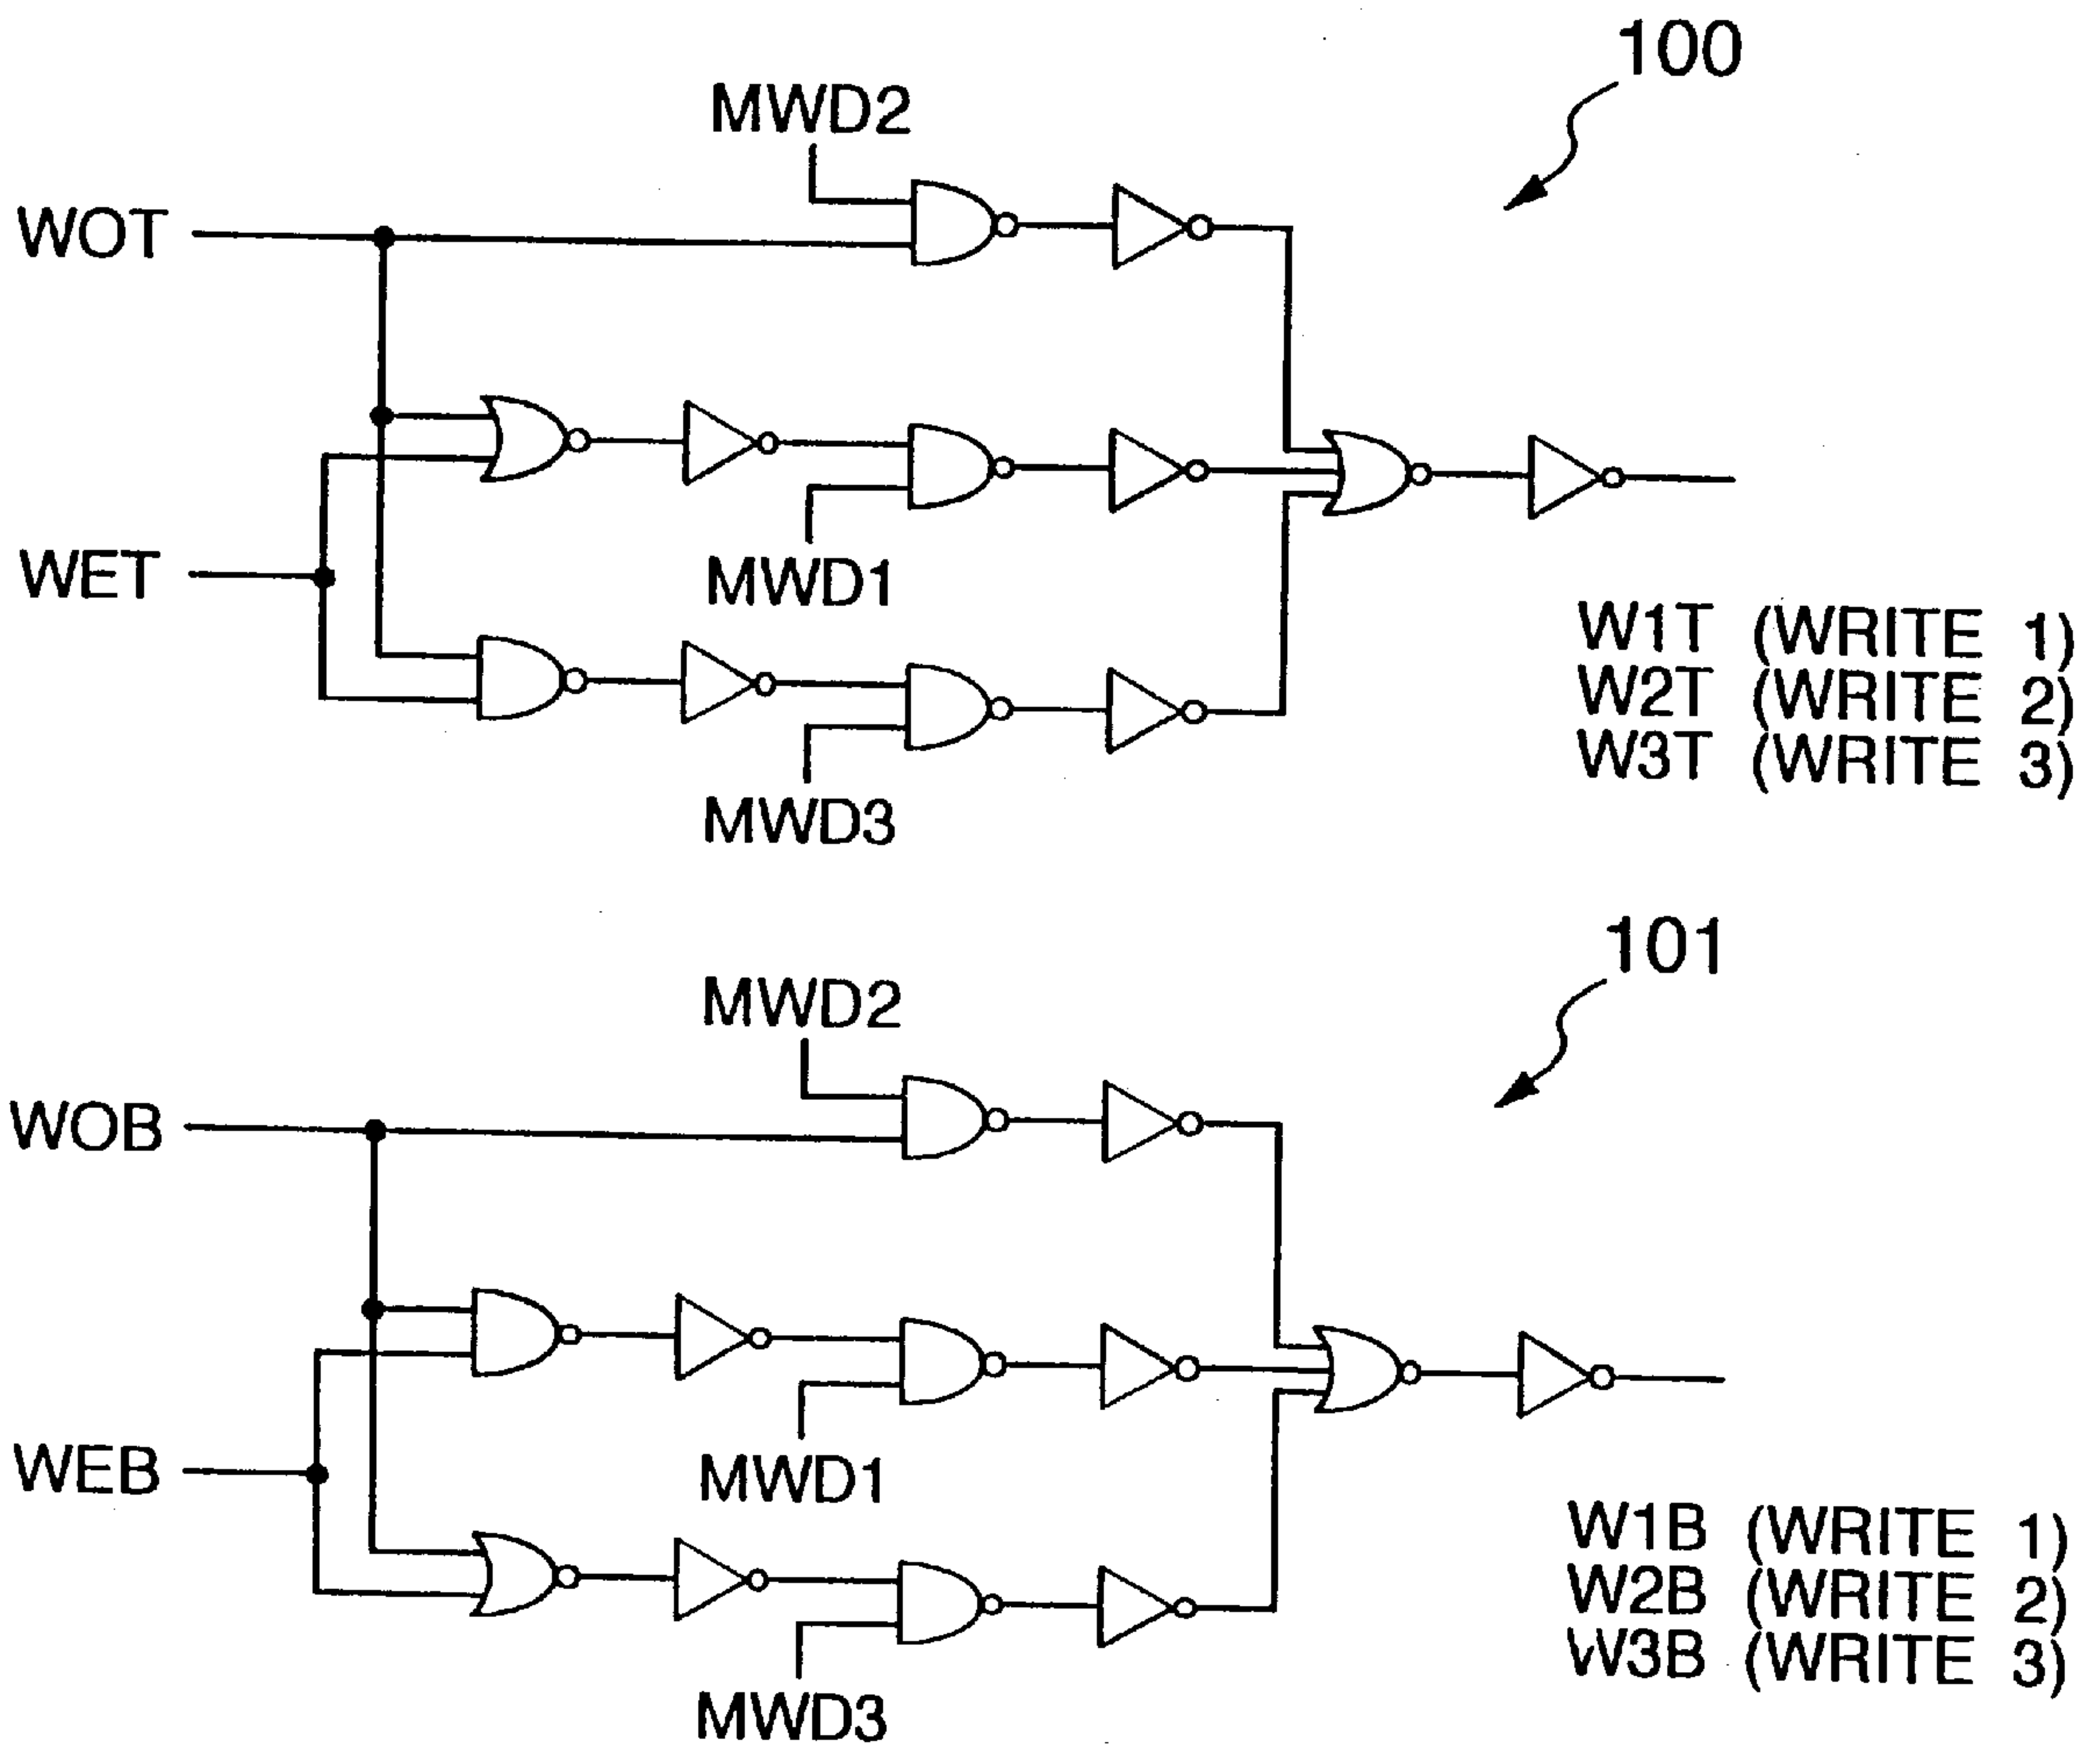 100
MWD2
WOT
WET
MWD1
W1T (WRITE 1)
W2T (WRITE 2)
W3T (WRITE 3)
MWD3
101
MWD2
WOB
WEB
MWD1
W1B (WRITE 1)
W2B (WRITE 2)
W3B (WRITE 3)
MWD3